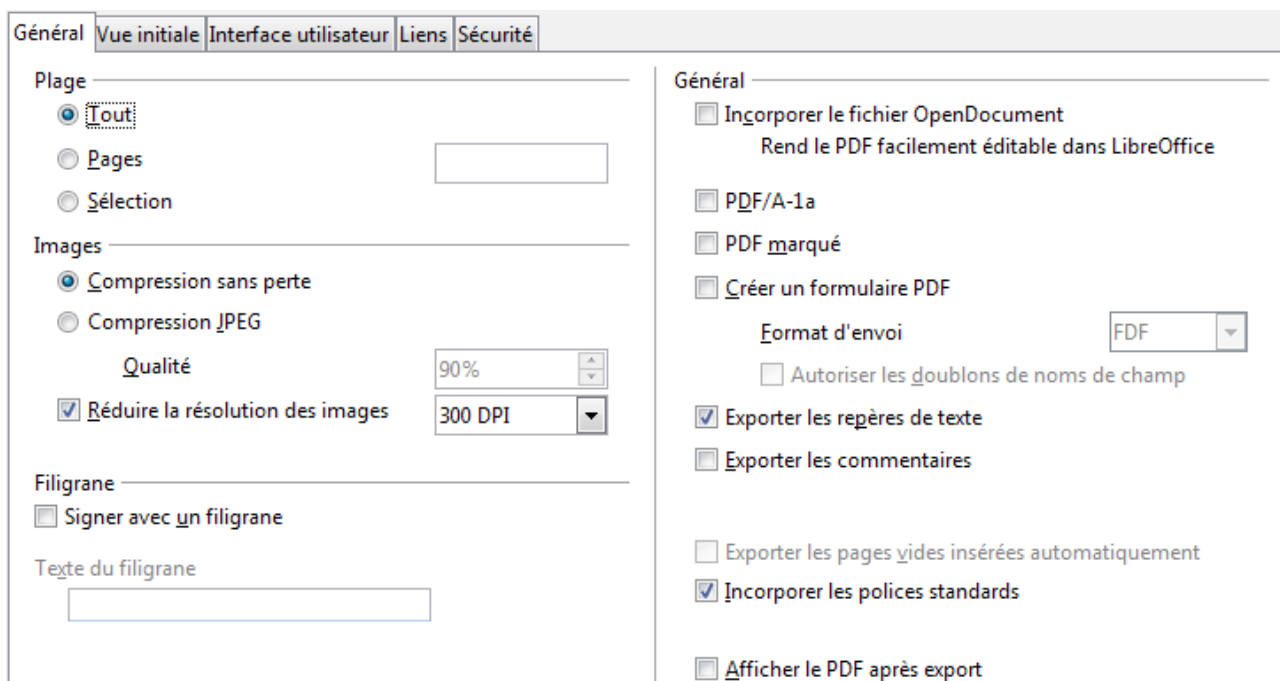 Général Vue initiale Interface utilisateur Liens Sécurité
Plage
Tout
Pages
Sélection
Images
Compression sans perte
Compression JPEG
Qualité 90%
Réduire la résolution des images 300 DPI
Filigrane
Signer avec un filigrane
Texte du filigrane
Général
Incorporer le fichier OpenDocument
Rend le PDF facilement éditable dans LibreOffice
PDF/A-1a
PDF marqué
Créer un formulaire PDF
Format d'envoi FDF
Autoriser les doublons de noms de champ
Exporter les repères de texte
Exporter les commentaires
Exporter les pages vides insérées automatiquement
Incorporer les polices standards
Afficher le PDF après export